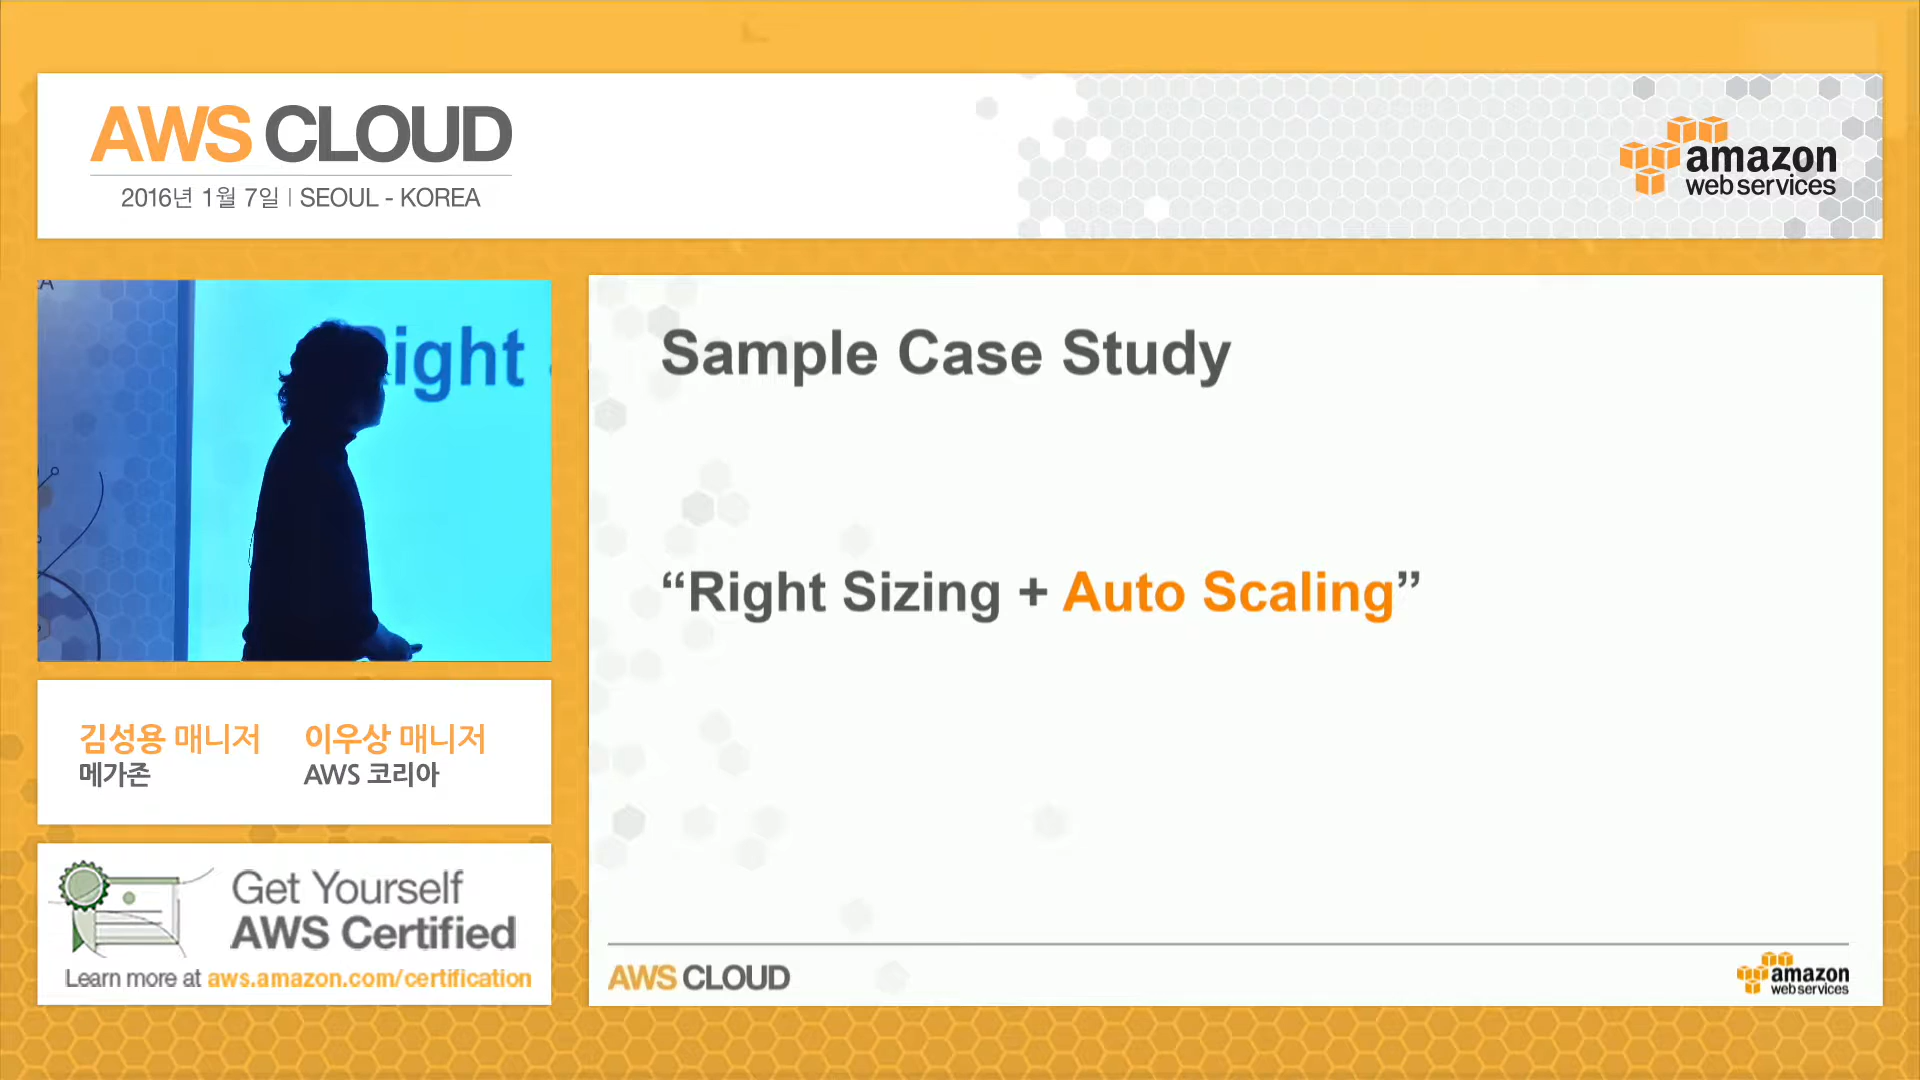 AWS CLOUD
2016년 1월 7일 | SEOUL - KOREA
amazon
web services
Right
Sample Case Study
“Right Sizing + Auto Scaling”
김성용 매니저
메가존
이우상 매니저
AWS 코리아
Get Yourself
AWS Certified
Learn more at aws.amazon.com/certification
AWS CLOUD
amazon
web services